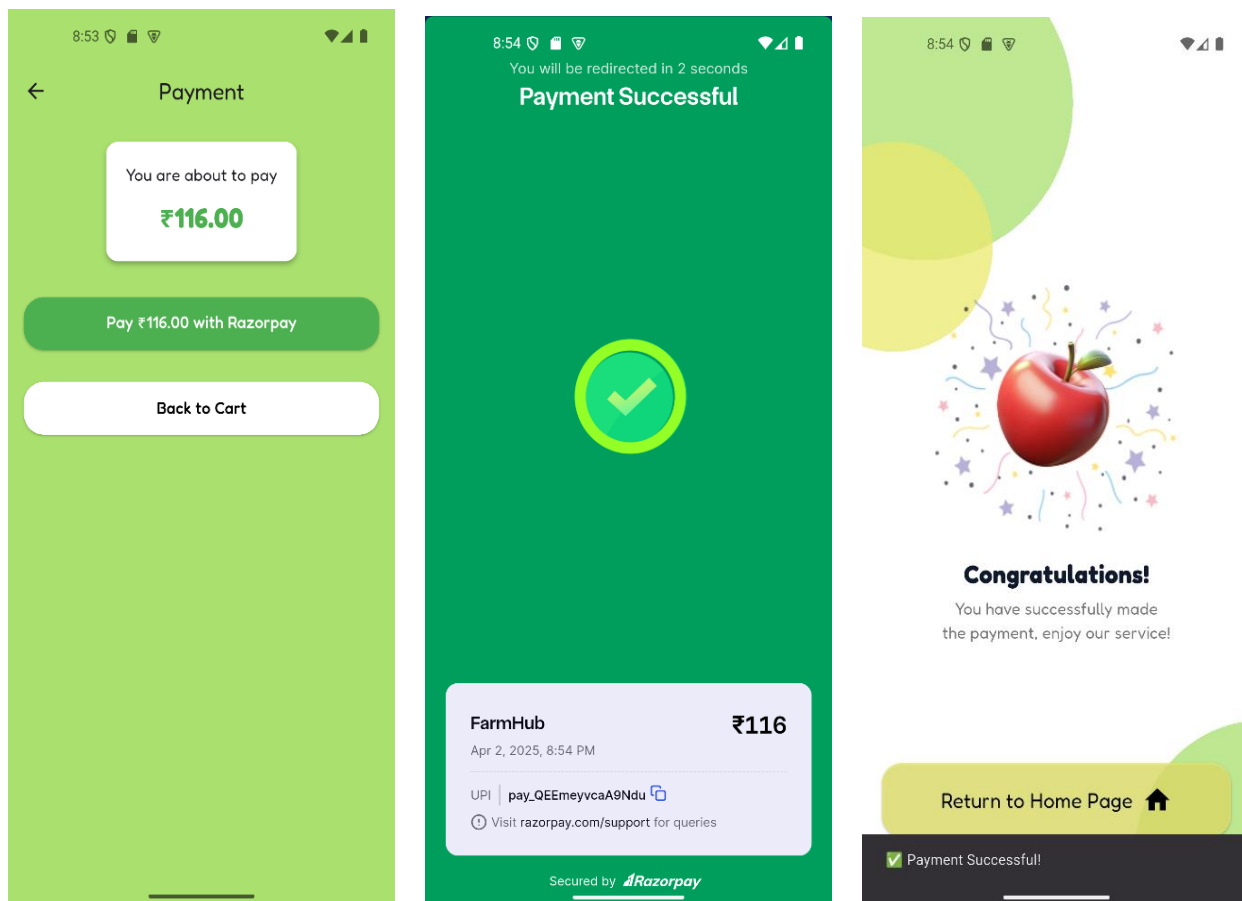 8:53
Payment
You are about to pay
₹116.00
Pay ₹116.00 with Razorpay
Back to Cart
8:54
You will be redirected in 2 seconds
Payment Successful
FarmHub ₹116
Apr 2, 2025, 8:54 PM
UPI pay_QEEmeyvcaA9Ndu
Visit razorpay.com/support for queries
Secured by Razorpay
8:54
Congratulations!
You have successfully made
the payment, enjoy our service!
Return to Home Page
✅ Payment Successful!